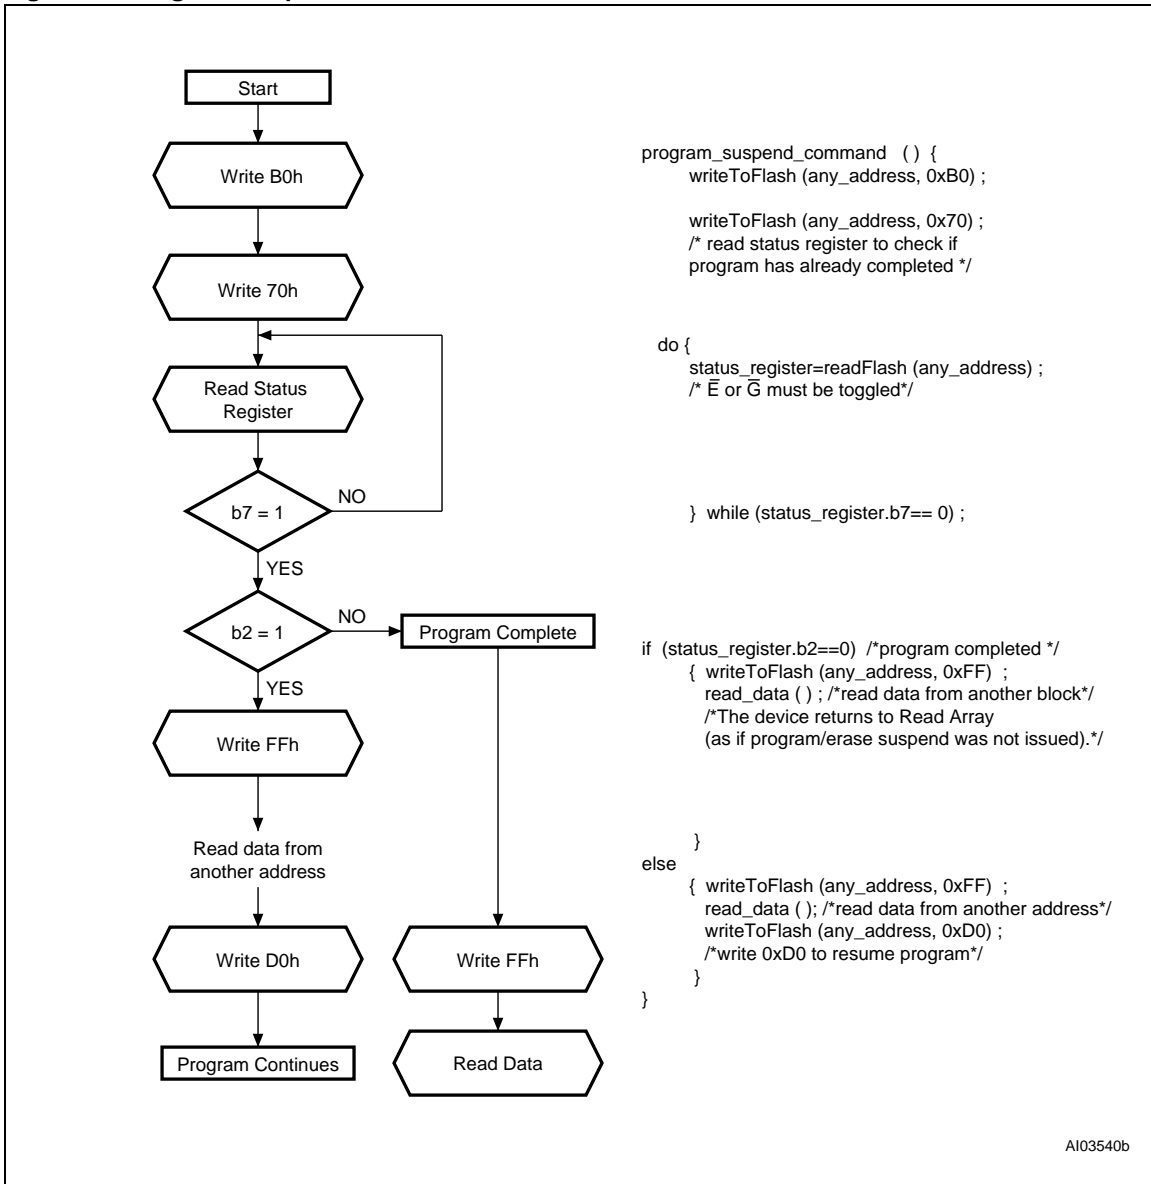 Start
Write B0h
Write 70h
Read Status
Register
b7 = 1
NO
YES
b2 = 1
NO
Program Complete
YES
Write FFh
Read data from
another address
Write D0h
Write FFh
Program Continues
Read Data
program_suspend_command ( ) {
writeToFlash (any_address, 0xB0) ;
writeToFlash (any_address, 0x70) ;
/* read status register to check if
program has already completed */
do {
status_register=readFlash (any_address) ;
/* E̅ or G̅ must be toggled*/
} while (status_register.b7== 0) ;
if (status_register.b2==0) /*program completed */
{ writeToFlash (any_address, 0xFF) ;
read_data ( ) ; /*read data from another block*/
/*The device returns to Read Array
(as if program/erase suspend was not issued).*/
}
else
{ writeToFlash (any_address, 0xFF) ;
read_data ( ); /*read data from another address*/
writeToFlash (any_address, 0xD0) ;
/*write 0xD0 to resume program*/
}
}
AI03540b